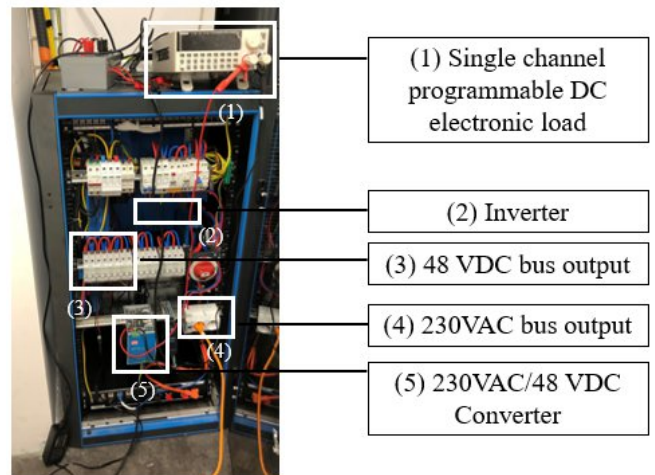 (1) Single channel
programmable DC
electronic load
(1)
(2) Inverter
(2)
(3) 48 VDC bus output
(3)
(4) 230VAC bus output
(4)
(5) 230VAC/48 VDC
Converter
(5)